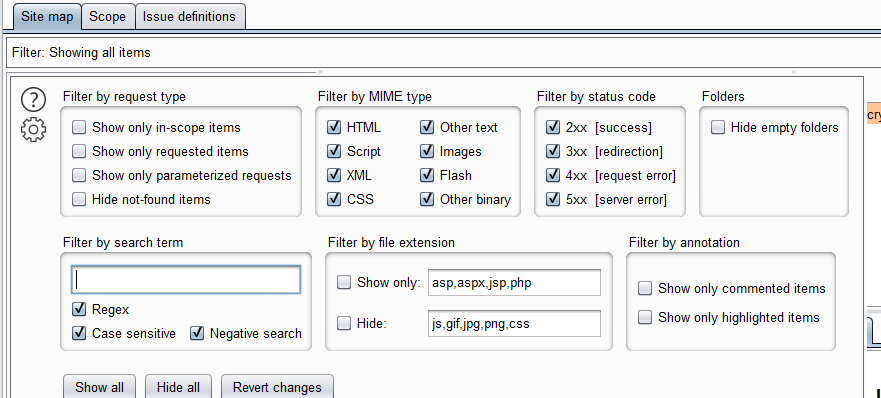 Site map Scope Issue definitions
Filter: Showing all items
Filter by request type Filter by MIME type Filter by status code Folders
Show only in-scope items HTML Other text 2xx [success] Hide empty folders
Show only requested items Script Images 3xx [redirection]
Show only parameterized requests XML Flash 4xx [request error]
Hide not-found items CSS Other binary 5xx [server error]
Filter by search term Filter by file extension Filter by annotation
Show only: asp,aspx,jsp,php Show only commented items
Regex
Hide: js,gif,jpg,png,css Show only highlighted items
Case sensitive Negative search
Show all Hide all Revert changes